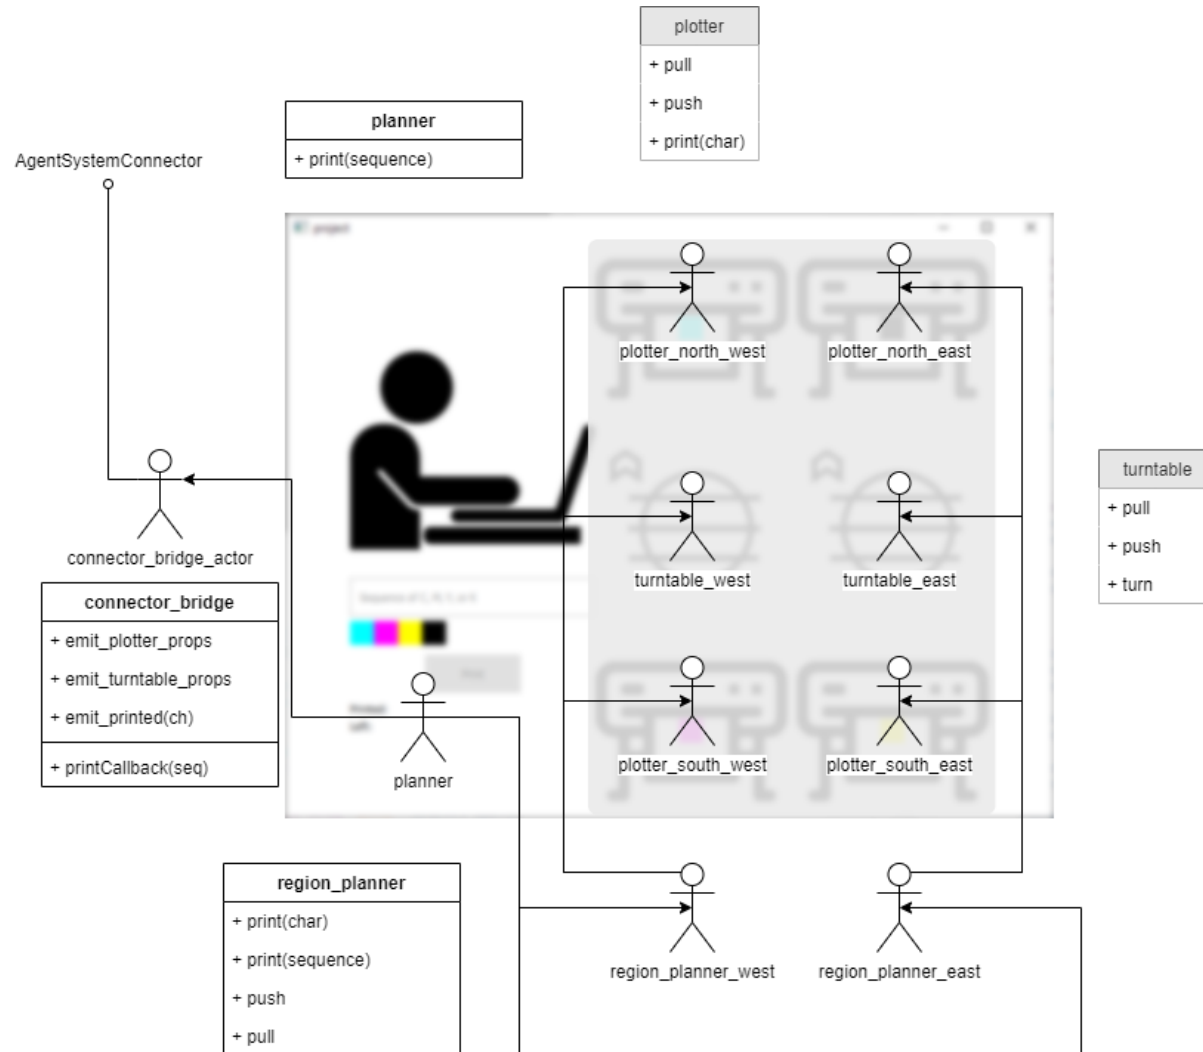 plotter
+ pull
+ push
+ print(char)
planner
+ print(sequence)
AgentSystemConnector
project
plotter_north_west
plotter_north_east
turntable
+ pull
+ push
+ turn
connector_bridge_actor
turntable_west
turntable_east
connector_bridge
+ emit_plotter_props
+ emit_turntable_props
+ emit_printed(ch)
+ printCallback(seq)
plotter_south_west
plotter_south_east
planner
region_planner
+ print(char)
+ print(sequence)
+ push
+ pull
region_planner_west
region_planner_east